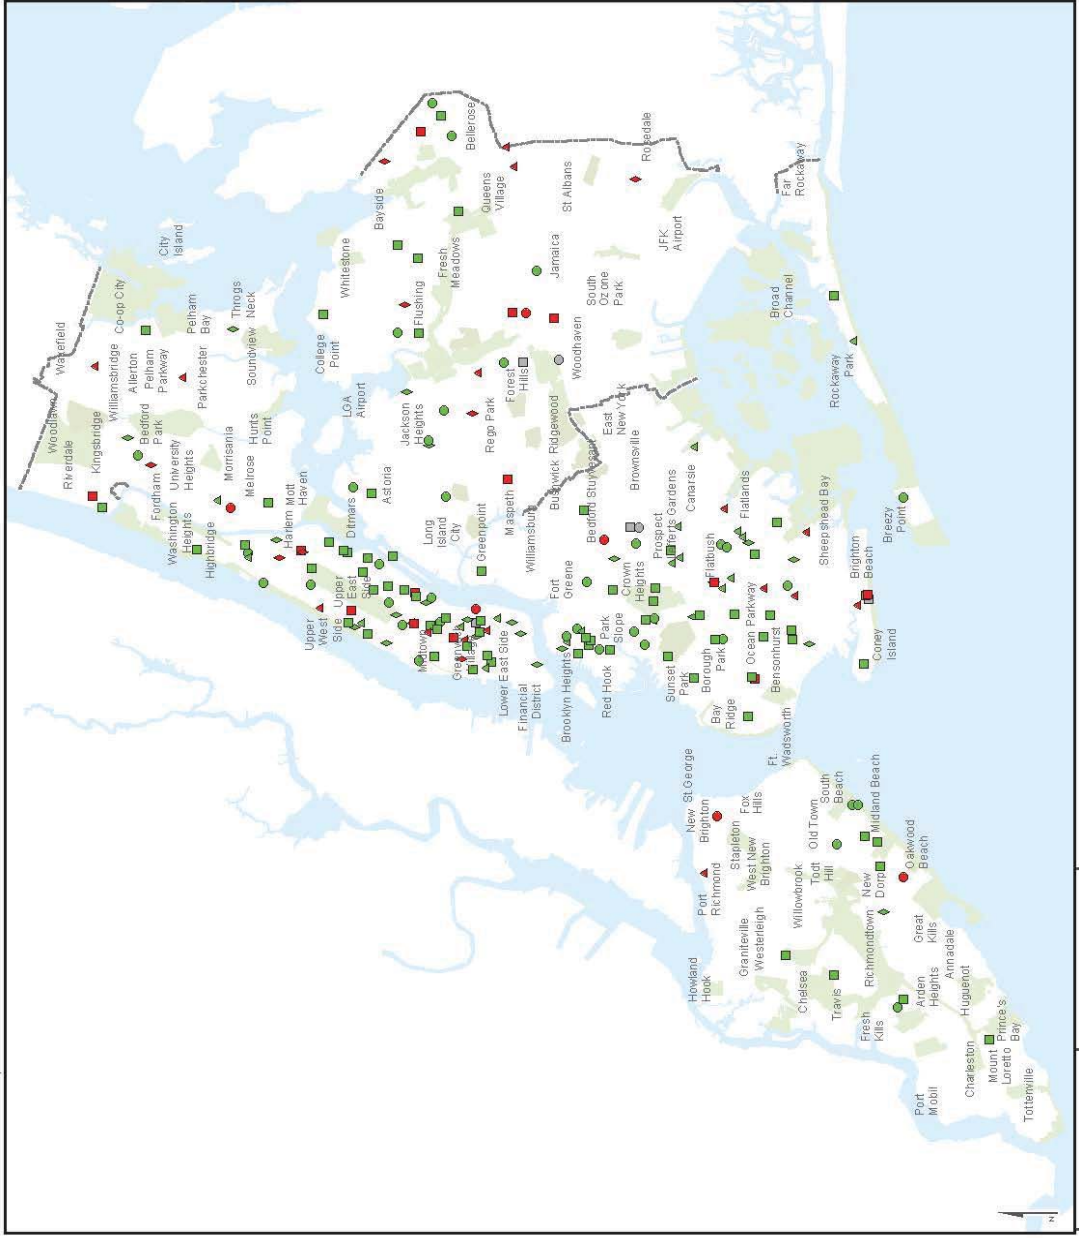 Wakefield
Woodlawn
Riverdale
Kingsbridge
Williamsbridge
Co-op City
City
Island
Allerton
Pelham
Parkway
Pelham
Bay
Bedford
Park
Fordham
University
Heights
Parkchester
Throgs
Neck
Soundview
Morrisania
Hunts
Point
Melrose
Mott
Haven
Highbridge
Washington
Heights
Harlem
Upper
West
Side
Upper
East
Side
Midtown
Greenwich
Village
Lower East Side
Financial
District
College
Point
Whitestone
Bayside
Bellerose
LGA
Airport
Flushing
Fresh
Meadows
Queens
Village
Ditmars
Astoria
Jackson
Heights
Long
Island
City
Rego Park
Forest
Hills
Jamaica
St Albans
Rosedale
Maspeth
Ridgewood
Woodhaven
South
Ozone
Park
JFK
Airport
Far
Rockaway
Broad
Channel
Rockaway
Park
Breezy
Point
Greenpoint
Williamsburg
Bushwick
East
New York
Bedford Stuyvesant
Brownsville
Fort
Greene
Crown
Heights
Prospect
Lefferts Gardens
Canarsie
Brooklyn Heights
Park
Slope
Red Hook
Sunset
Park
Borough
Park
Flatbush
Flatlands
Ocean Parkway
Bay
Ridge
Bensonhurst
Sheepshead Bay
Brighton
Beach
Coney
Island
Ft.
Wadsworth
St.George
New
Brighton
Fox
Hills
Stapleton
Port
Richmond
West New
Brighton
South
Beach
Old Town
Midland Beach
Todt
Hill
Willowbrook
Graniteville
Westerleigh
Howland
Hook
New
Dorp
Oakwood
Beach
Richmondtown
Great
Kills
Chelsea
Travis
Fresh
Kills
Arden
Heights
Annadale
Huguenot
Prince's
Bay
Charleston
Mount
Loretto
Port
Mobil
Tottenville
N